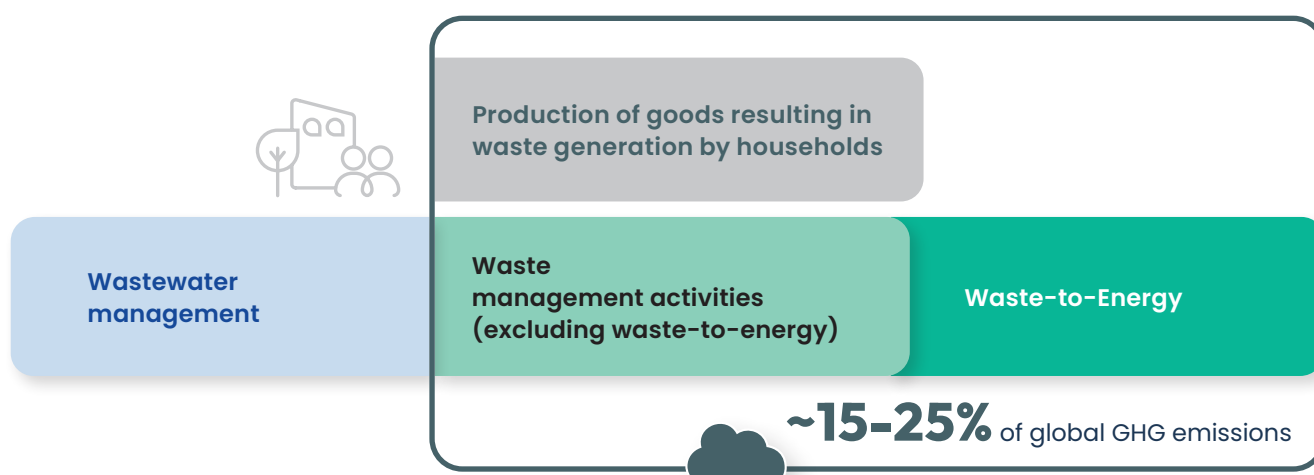 Production of goods resulting in
waste generation by households
Wastewater
management
Waste
management activities
(excluding waste-to-energy)
Waste-to-Energy
~15-25% of global GHG emissions